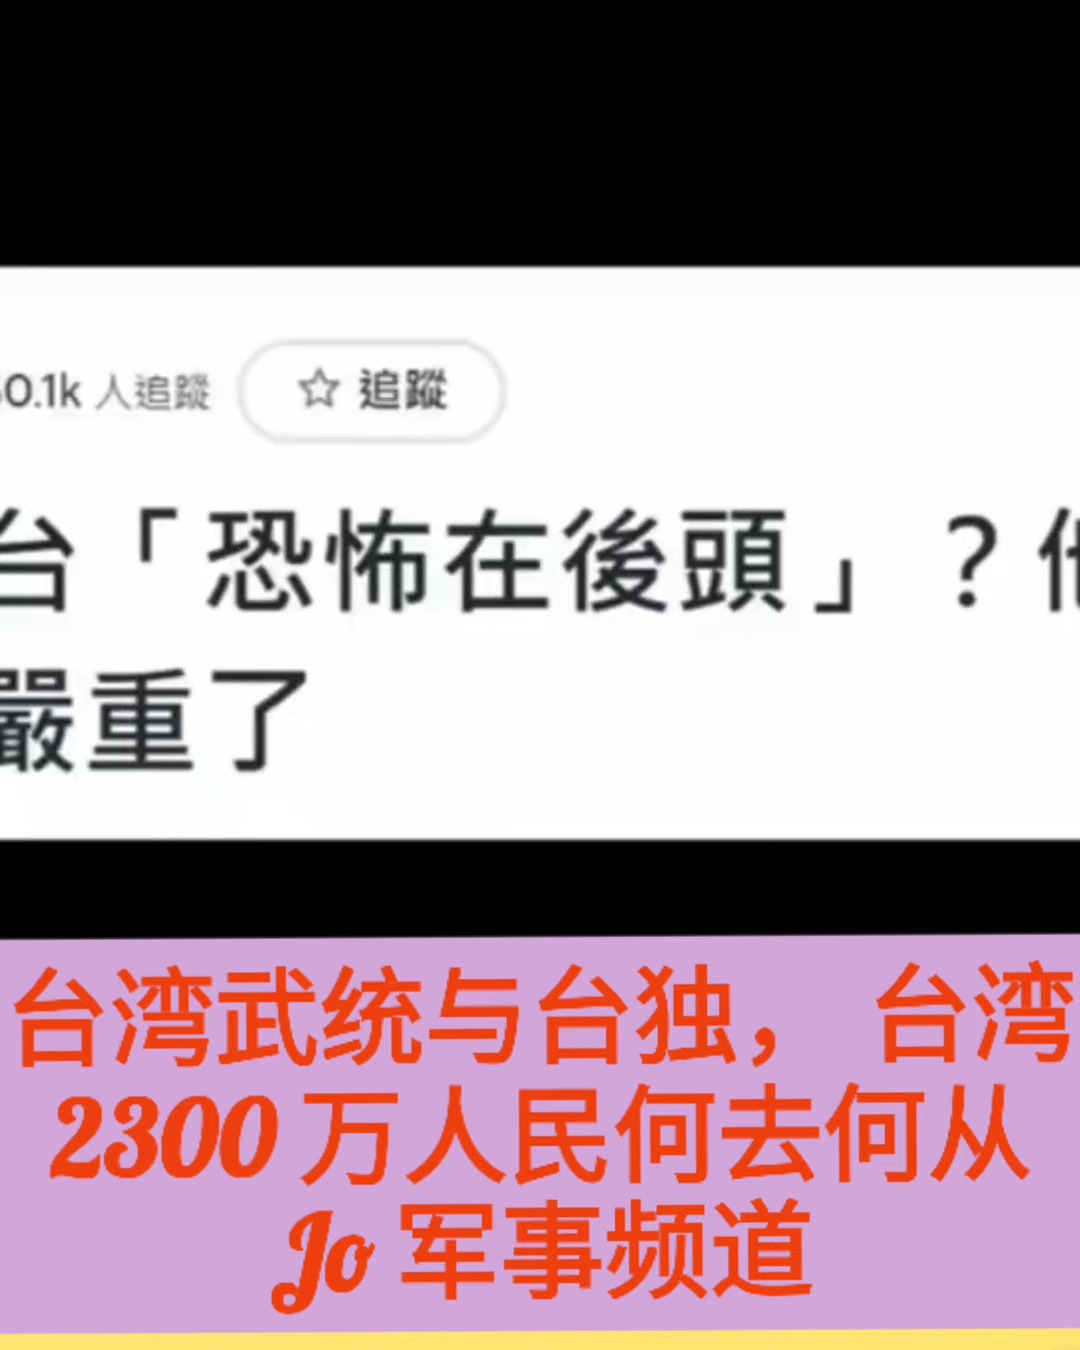 0.1k 人追蹤
☆ 追蹤
台「恐怖在後頭」？他
嚴重了
台湾武统与台独， 台湾
2300 万人民何去何从
Jo 军事频道